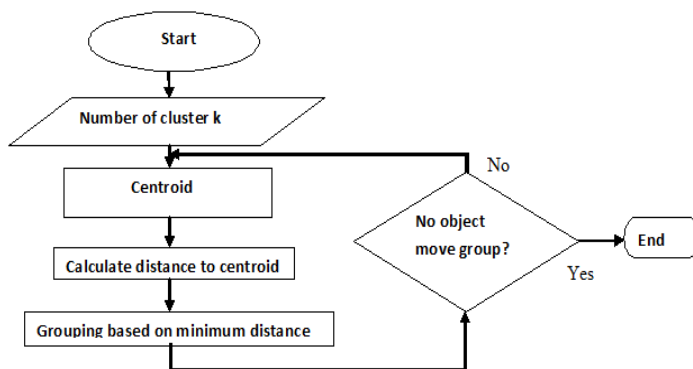 Start
Number of cluster k
Centroid
Calculate distance to centroid
Grouping based on minimum distance
No object
move group?
No
Yes
End